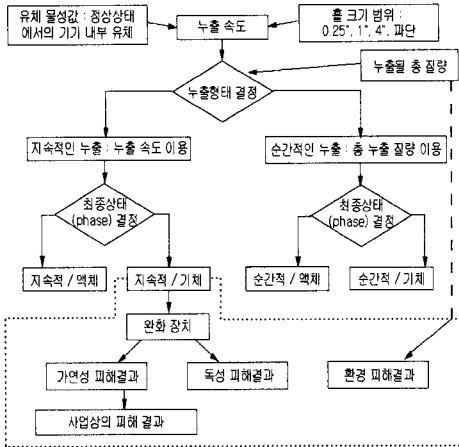 유체 물성값 : 정상상태
에서의 기기 내부 유체
누출 속도
홀 크기 범위 :
0.25", 1", 4", 파단
누출될 총 질량
누출형태 결정
지속적인 누출 : 누출 속도 이용
순간적인 누출 : 총 누출 질량 이용
최종상태
(phase) 결정
최종상태
(phase) 결정
지속적 / 액체
지속적 / 기체
순간적 / 액체
순간적 / 기체
완화 장치
가연성 피해결과
독성 피해결과
환경 피해결과
사업상의 피해 결과